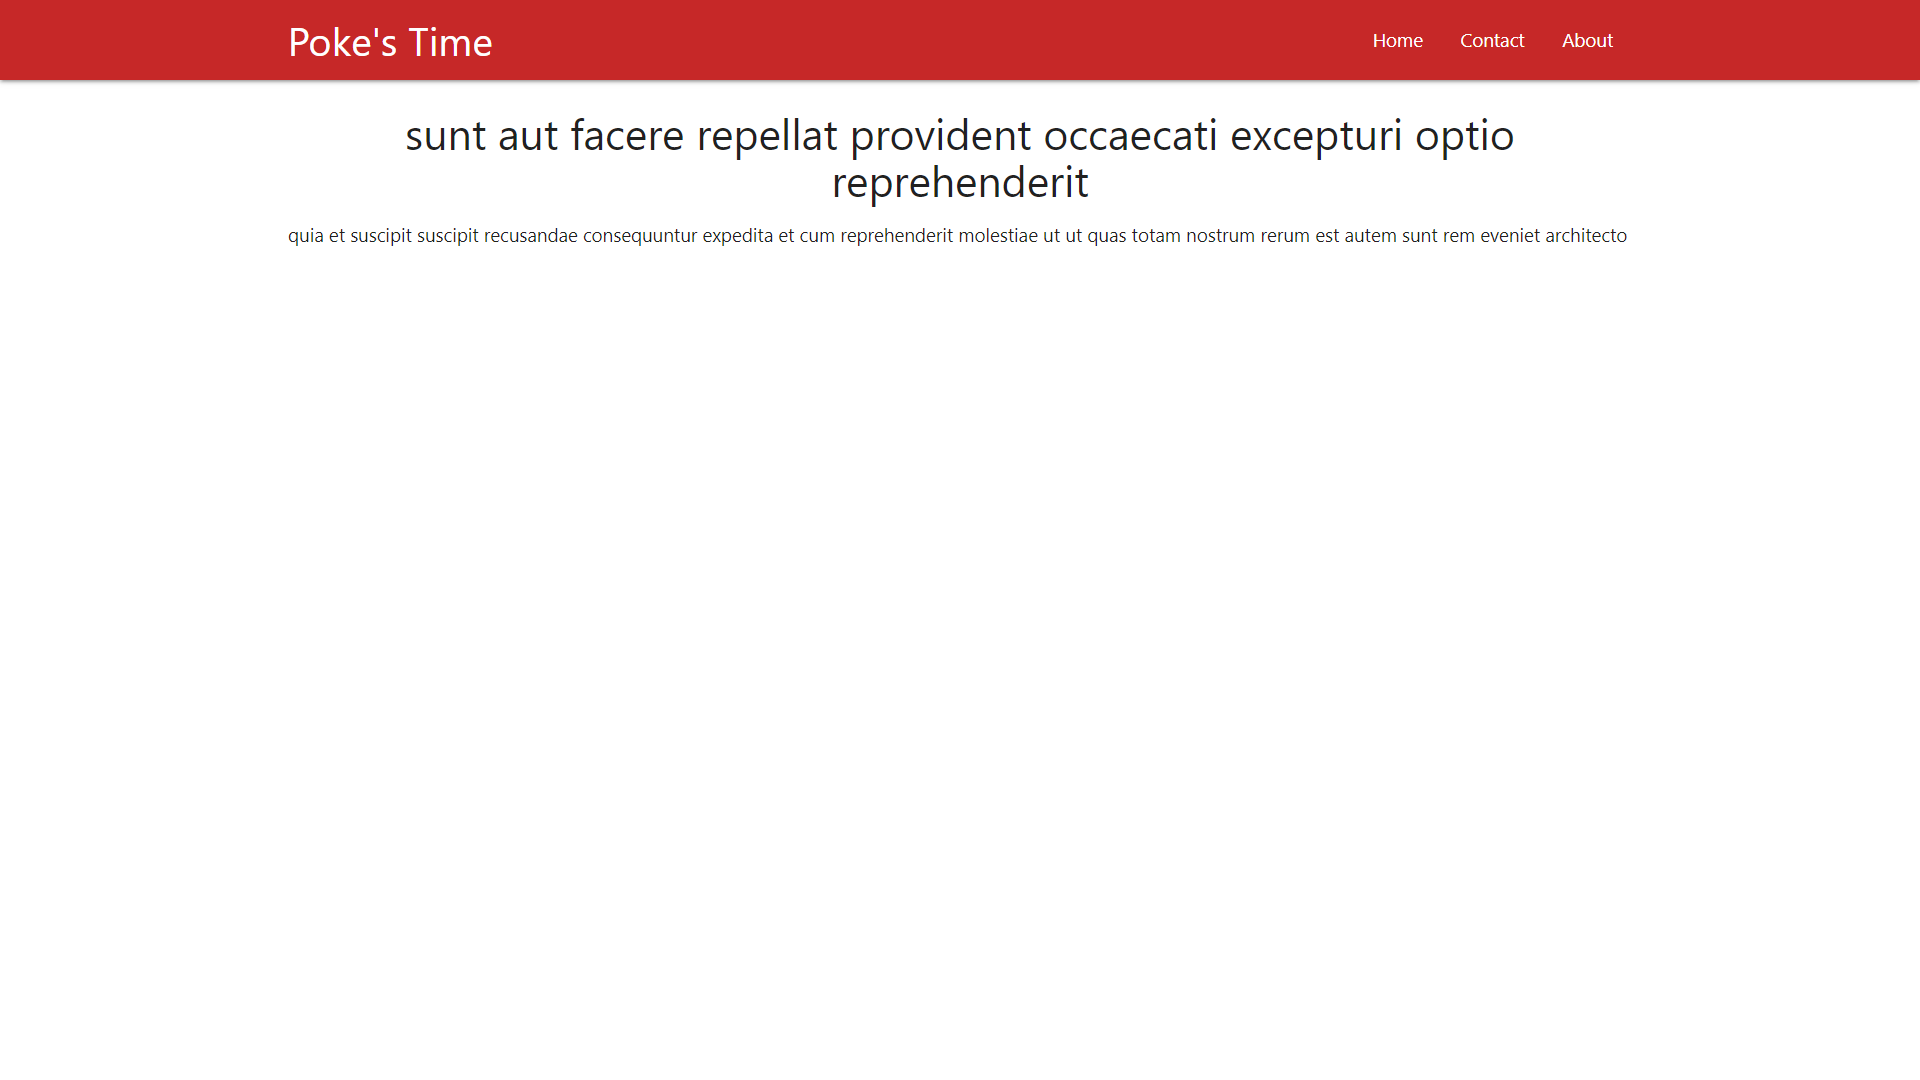 Poke's Time
Home Contact About
sunt aut facere repellat provident occaecati excepturi optio
reprehenderit
quia et suscipit suscipit recusandae consequuntur expedita et cum reprehenderit molestiae ut ut quas totam nostrum rerum est autem sunt rem eveniet architecto